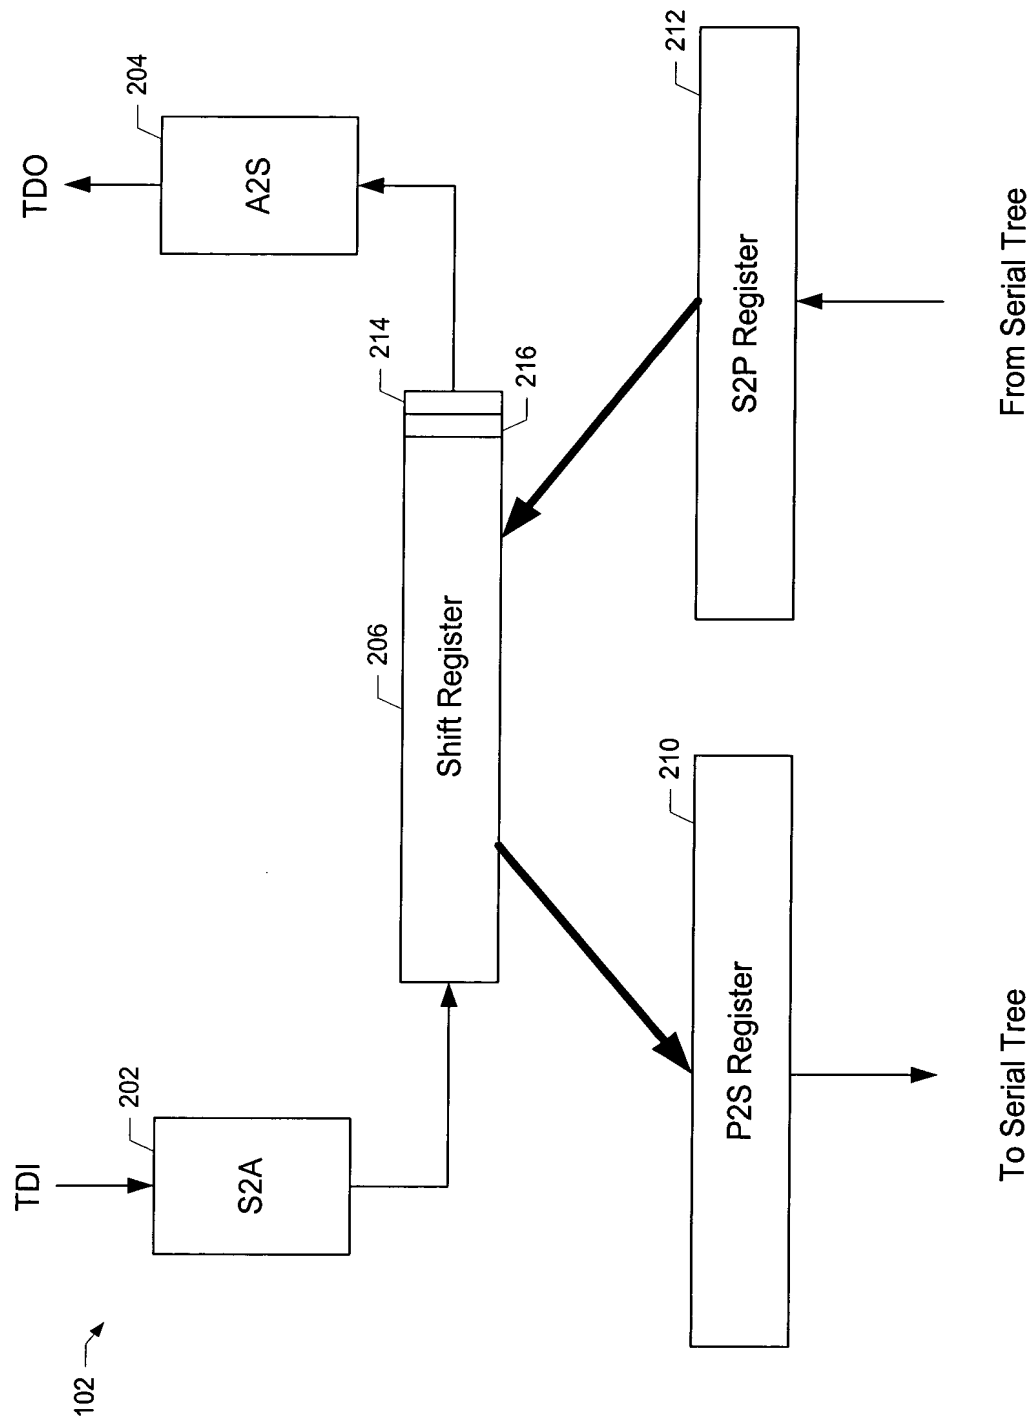 102
TDI
202
S2A
TDO
204
A2S
206
Shift Register
214
216
210
P2S Register
To Serial Tree
212
S2P Register
From Serial Tree